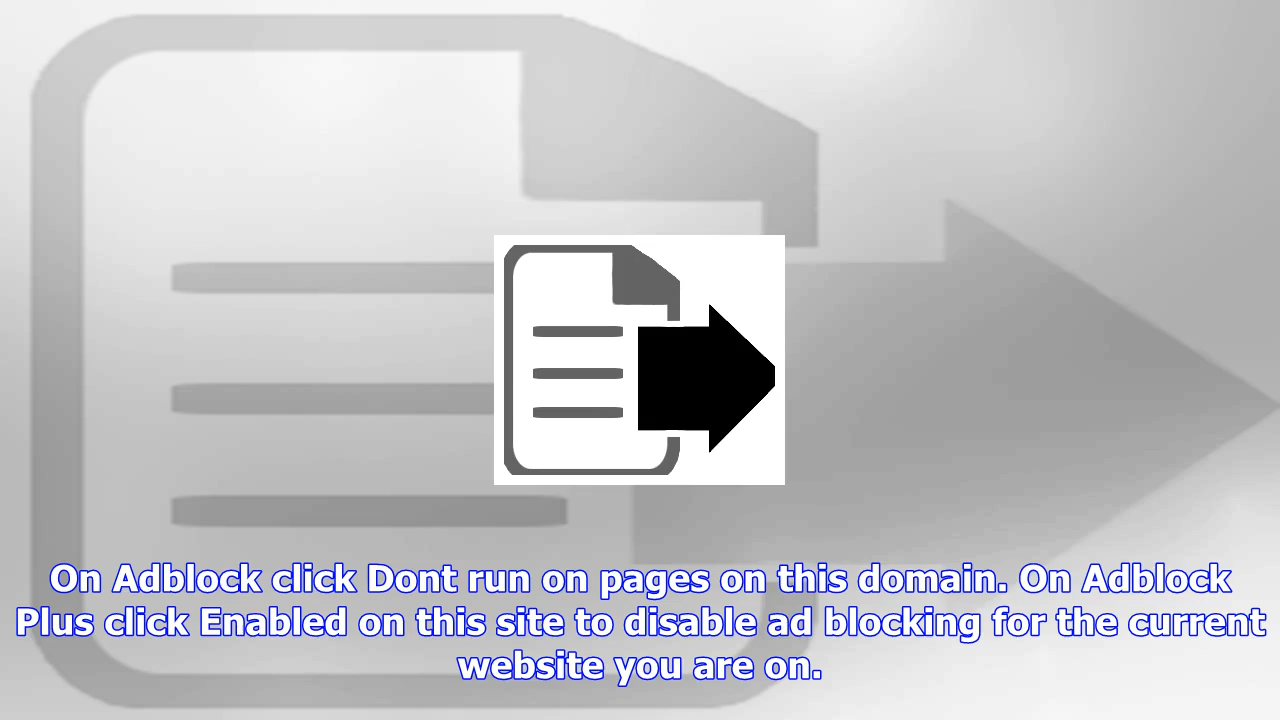 On Adblock click Dont run on pages on this domain. On Adblock
Plus click Enabled on this site to disable ad blocking for the current
website you are on.